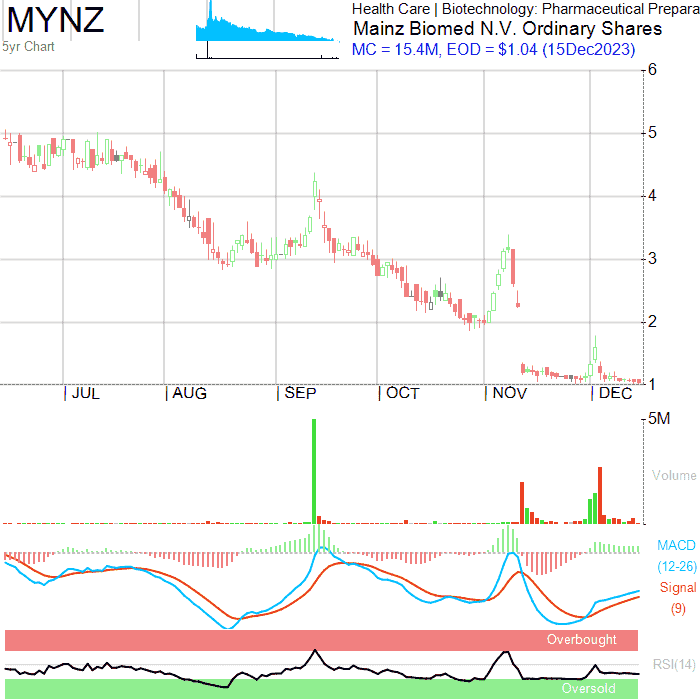 MYNZ
5yr Chart
Health Care | Biotechnology: Pharmaceutical Prepara
Mainz Biomed N.V. Ordinary Shares
MC = 15.4M, EOD = $1.04 (15Dec2023)
6
5
4
3
2
1
JUL AUG SEP OCT NOV DEC
5M
Volume
MACD
(12-26)
Signal
(9)
Overbought
RSI(14)
Oversold